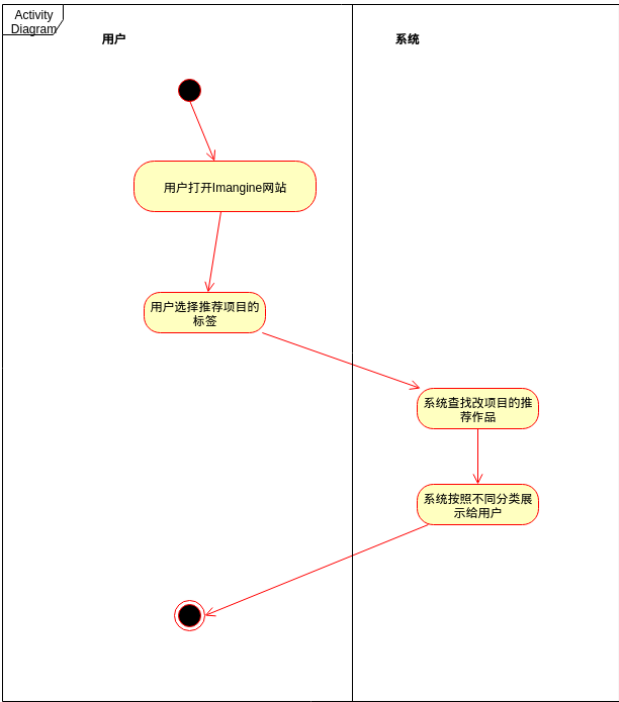 Activity
Diagram
用户
系统
用户打开Imangine网站
用户选择推荐项目的
标签
系统查找改项目的推
荐作品
系统按照不同分类展
示给用户